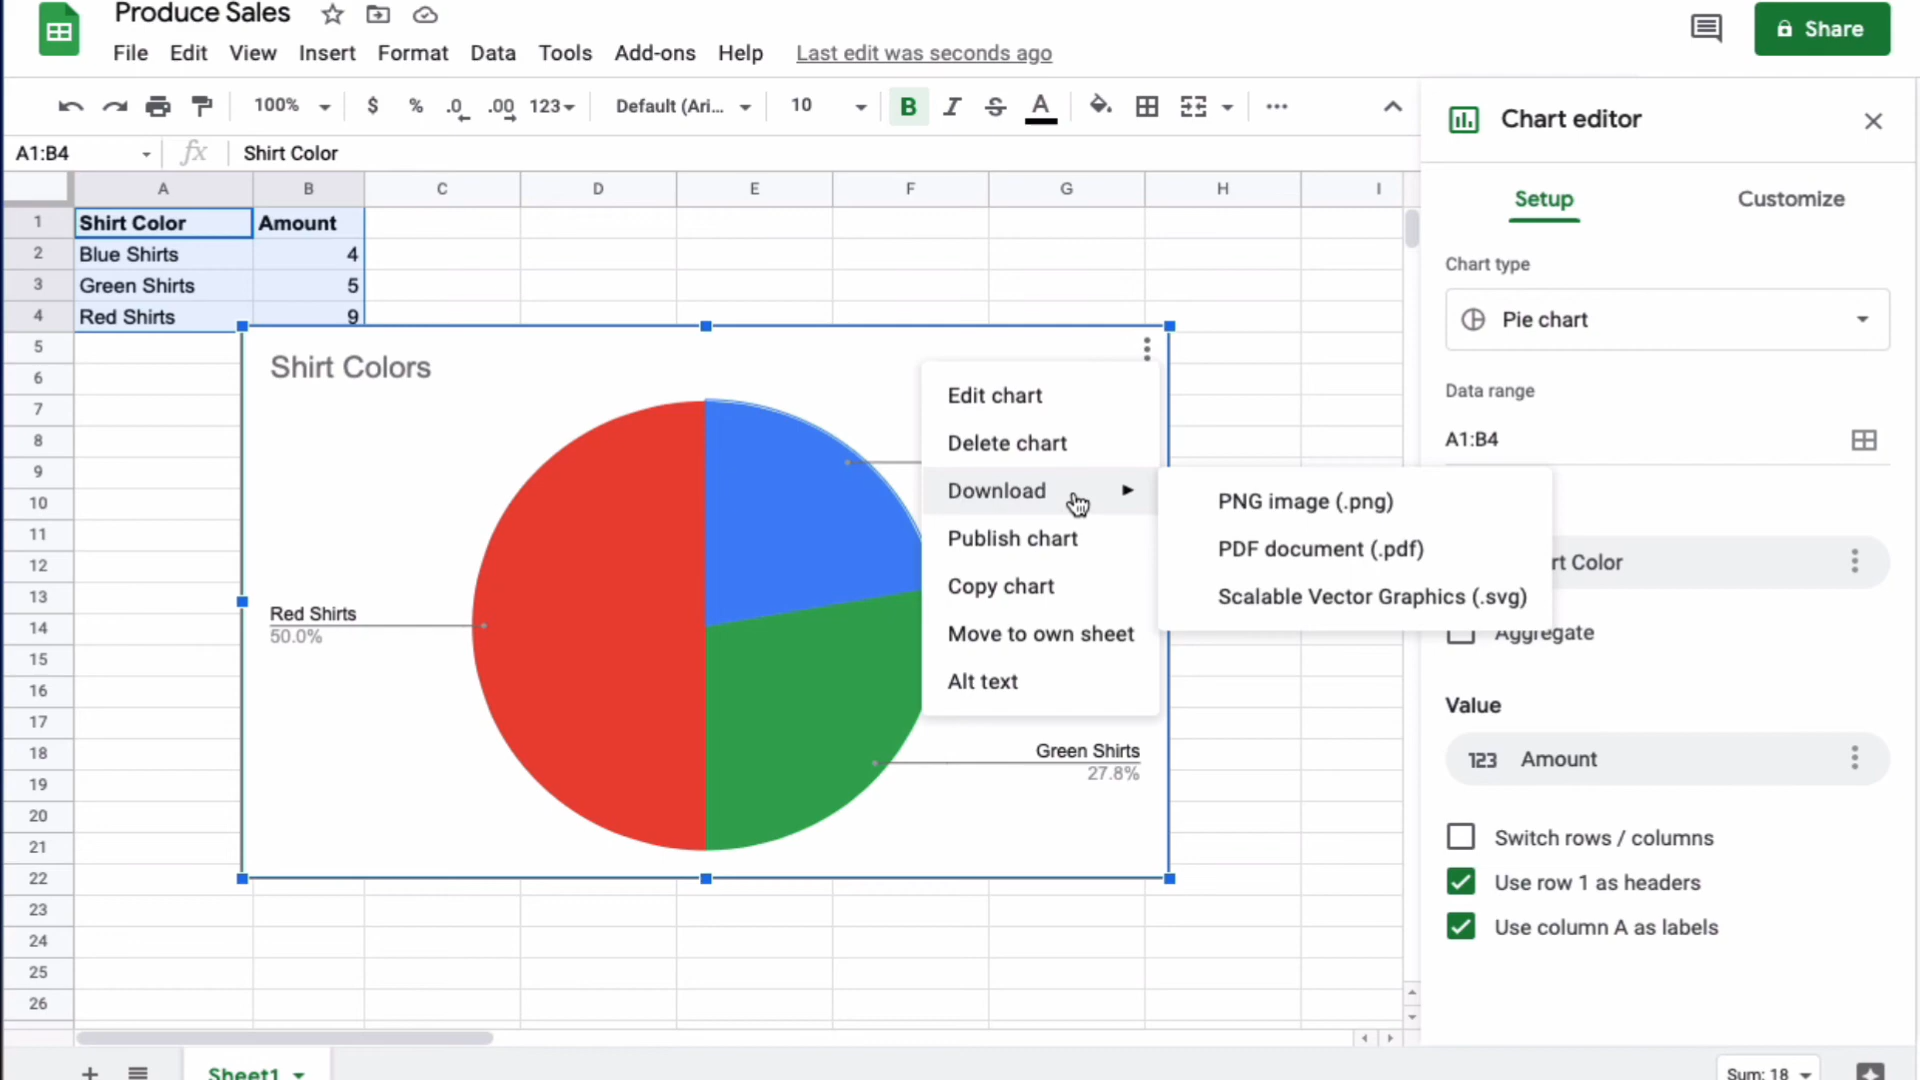 Produce Sales
Share
File Edit View Insert Format Data Tools Add-ons Help Last edit was seconds ago
100% $ % .0 .00 123 Default (Ari... 10 B I S A
A1:B4 fx Shirt Color
A B C D E F G H I
1 Shirt Color Amount
2 Blue Shirts 4
3 Green Shirts 5
4 Red Shirts 9
5
6
7
8
9
10
11
12
13
14
15
16
17
18
19
20
21
22
23
24
25
26
Shirt Colors
Red Shirts
50.0%
Green Shirts
27.8%
Edit chart
Delete chart
Download
Publish chart
Copy chart
Move to own sheet
Alt text
PNG image (.png)
PDF document (.pdf)
Scalable Vector Graphics (.svg)
Chart editor
Setup Customize
Chart type
Pie chart
Data range
A1:B4
rt Color
Aggregate
Value
123 Amount
Switch rows / columns
Use row 1 as headers
Use column A as labels
Sheet1
Sum: 18